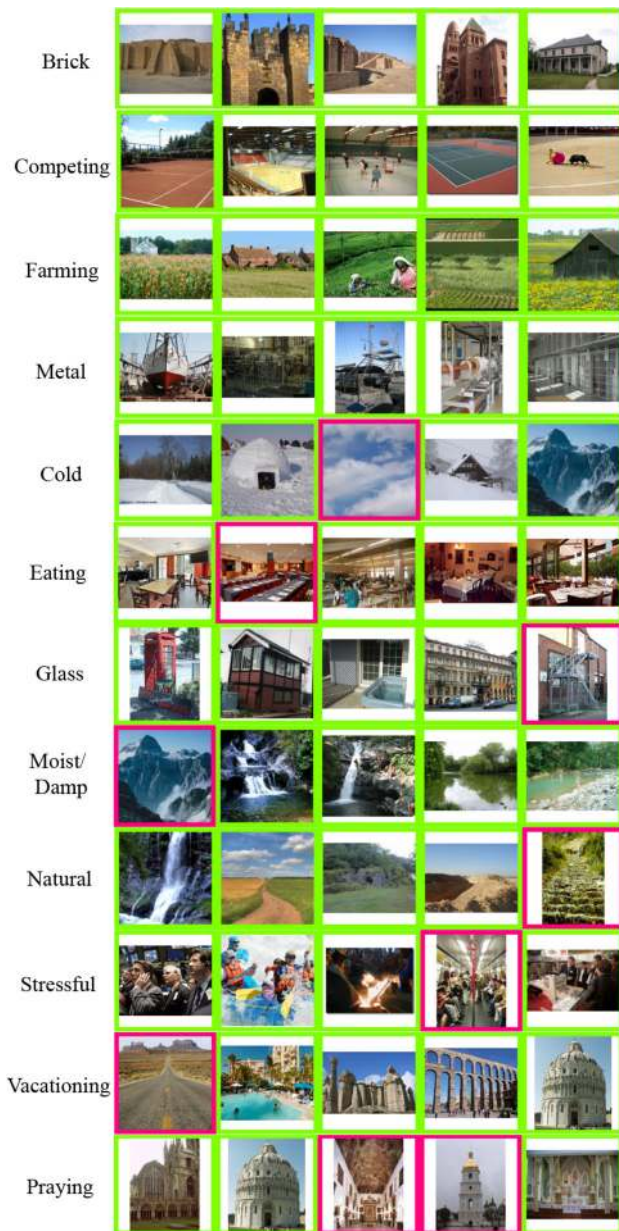 Brick
Competing
Farming
Metal
Cold
Eating
Glass
Moist/
Damp
Natural
Stressful
Vacationing
Praying